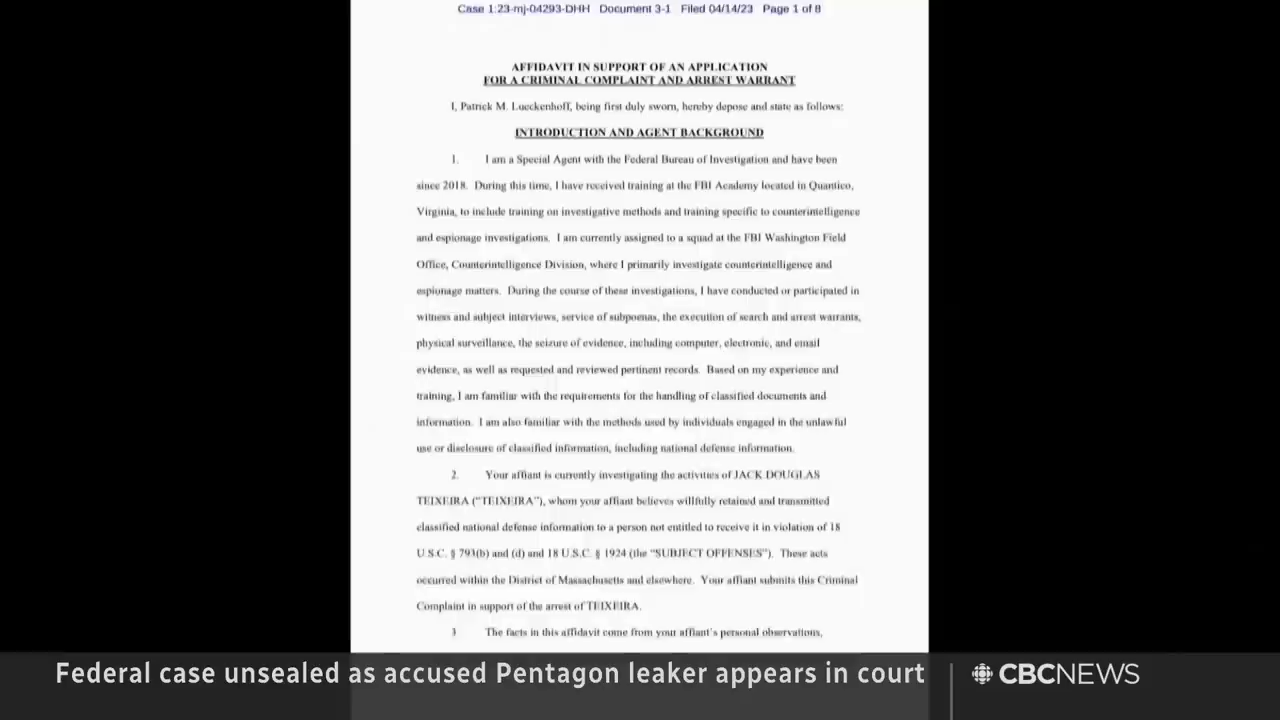 Case 1:23-mj-04293-DHH Document 3-1 Filed 04/14/23 Page 1 of 8
AFFIDAVIT IN SUPPORT OF AN APPLICATION
FOR A CRIMINAL COMPLAINT AND ARREST WARRANT
I, Patrick M. Lueckenhoff, being first duly sworn, hereby depose and state as follows:
INTRODUCTION AND AGENT BACKGROUND
1. I am a Special Agent with the Federal Bureau of Investigation and have been
since 2018. During this time, I have received training at the FBI Academy located in Quantico,
Virginia, to include training on investigative methods and training specific to counterintelligence
and espionage investigations. I am currently assigned to a squad at the FBI Washington Field
Office, Counterintelligence Division, where I primarily investigate counterintelligence and
espionage matters. During the course of these investigations, I have conducted or participated in
witness and subject interviews, service of subpoenas, the execution of search and arrest warrants,
physical surveillance, the seizure of evidence, including computer, electronic, and email
evidence, as well as requested and reviewed pertinent records. Based on my experience and
training, I am familiar with the requirements for the handling of classified documents and
information. I am also familiar with the methods used by individuals engaged in the unlawful
use or disclosure of classified information, including national defense information.
2. Your affiant is currently investigating the activities of JACK DOUGLAS
TEIXEIRA ("TEIXEIRA"), whom your affiant believes willfully retained and transmitted
classified national defense information to a person not entitled to receive it in violation of 18
U.S.C. § 793(b) and (d) and 18 U.S.C. § 1924 (the "SUBJECT OFFENSES"). These acts
occurred within the District of Massachusetts and elsewhere. Your affiant submits this Criminal
Complaint in support of the arrest of TEIXEIRA.
3 The facts in this affidavit come from your affiant's personal observations,
Federal case unsealed as accused Pentagon leaker appears in court
CBCNEWS